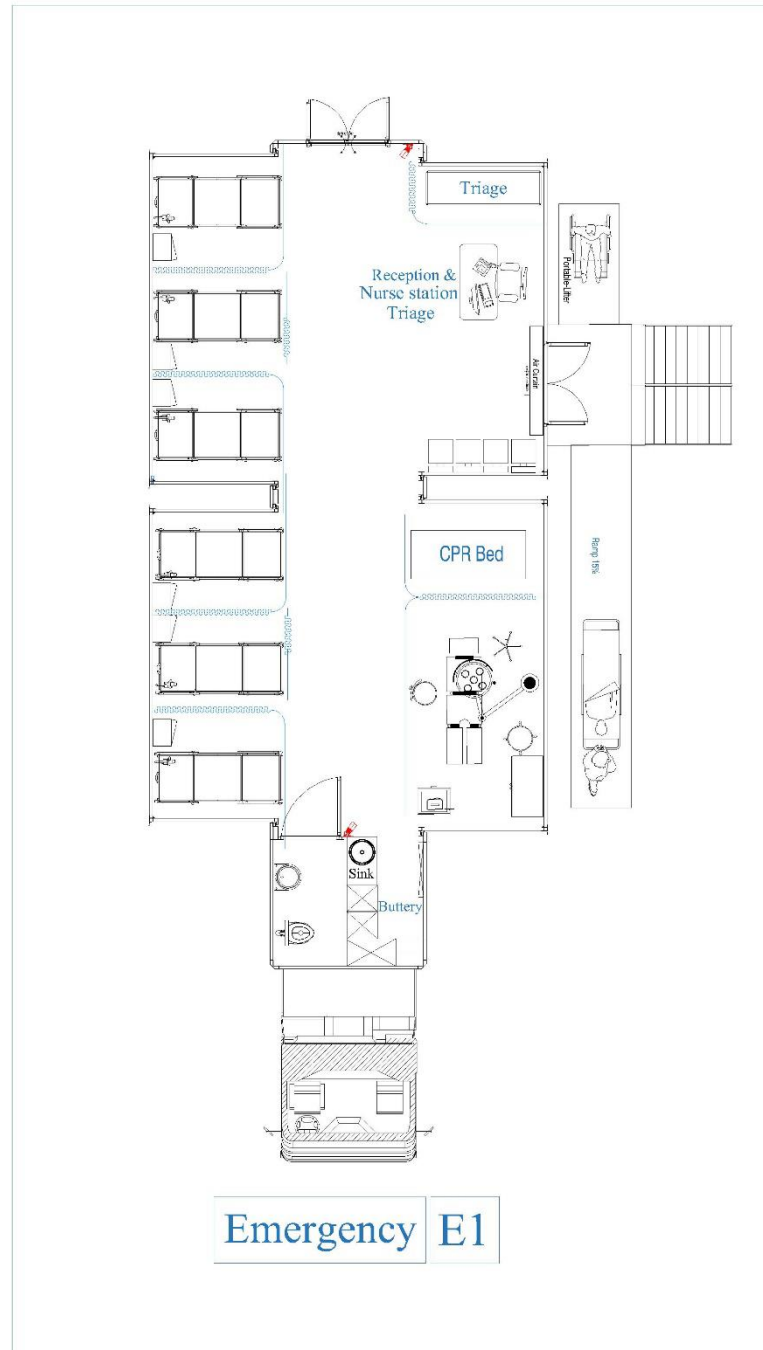 Triage
Reception &
Nurse station
Triage
Portable-Lifter
Air Curtain
CPR Bed
Ramp 15%
Sink
Buttery
Emergency E1